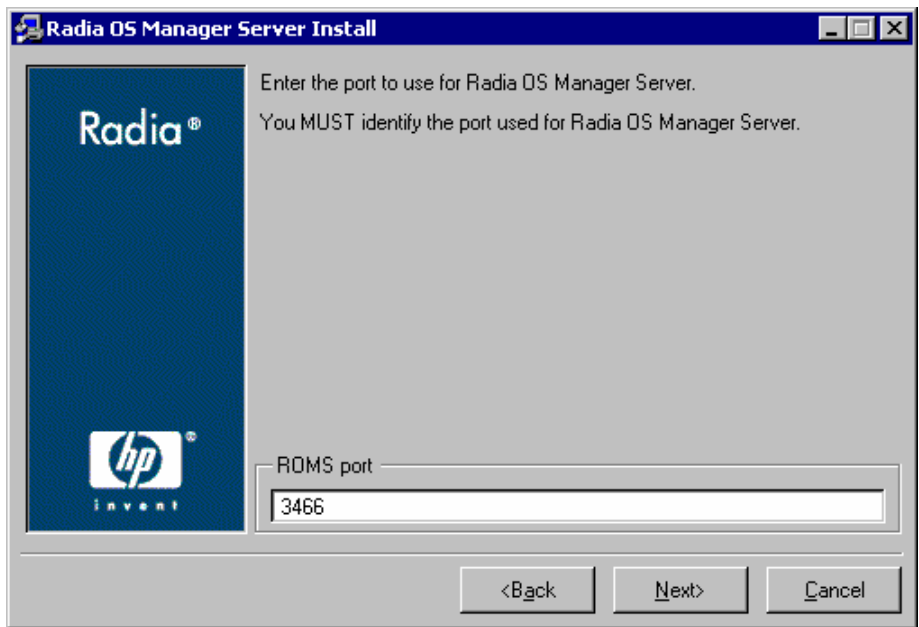 Radia OS Manager Server Install
Enter the port to use for Radia OS Manager Server.
You MUST identify the port used for Radia OS Manager Server.
Radia®
hp®
invent
ROMS port
3466
<Back
Next>
Cancel